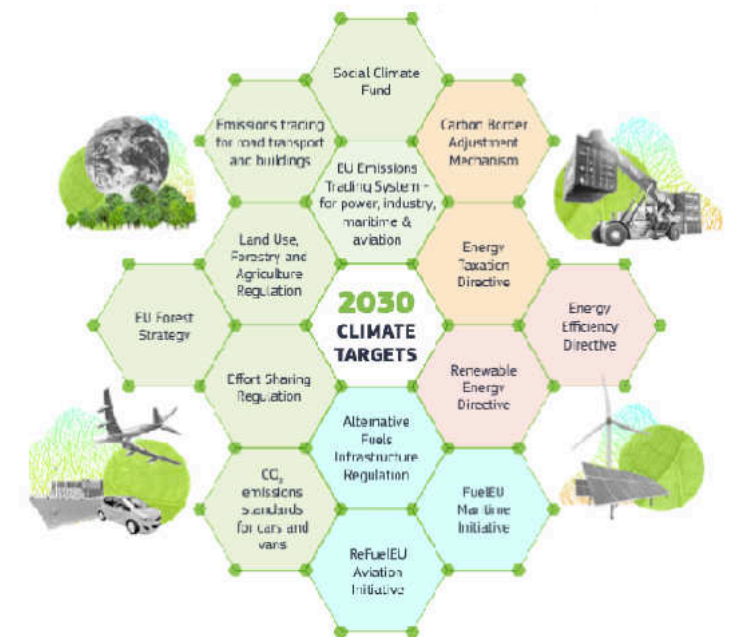 Social Climate
Fund
Emissions trading
for road transport
and buildings
Carbon Border
Adjustment
Mechanism
EU Emissions
Trading System -
for power, industry,
maritime &
aviation
Land Use,
Forestry and
Agriculture
Regulation
Energy
Taxation
Directive
EU Forest
Strategy
2030
CLIMATE
TARGETS
Energy
Efficiency
Directive
Effort Sharing
Regulation
Renewable
Energy
Directive
Alternative
Fuels
Infrastructure
Regulation
CO₂
emissions
standards
for cars and
vans
FuelEU
Maritime
Initiative
ReFuelEU
Aviation
Initiative